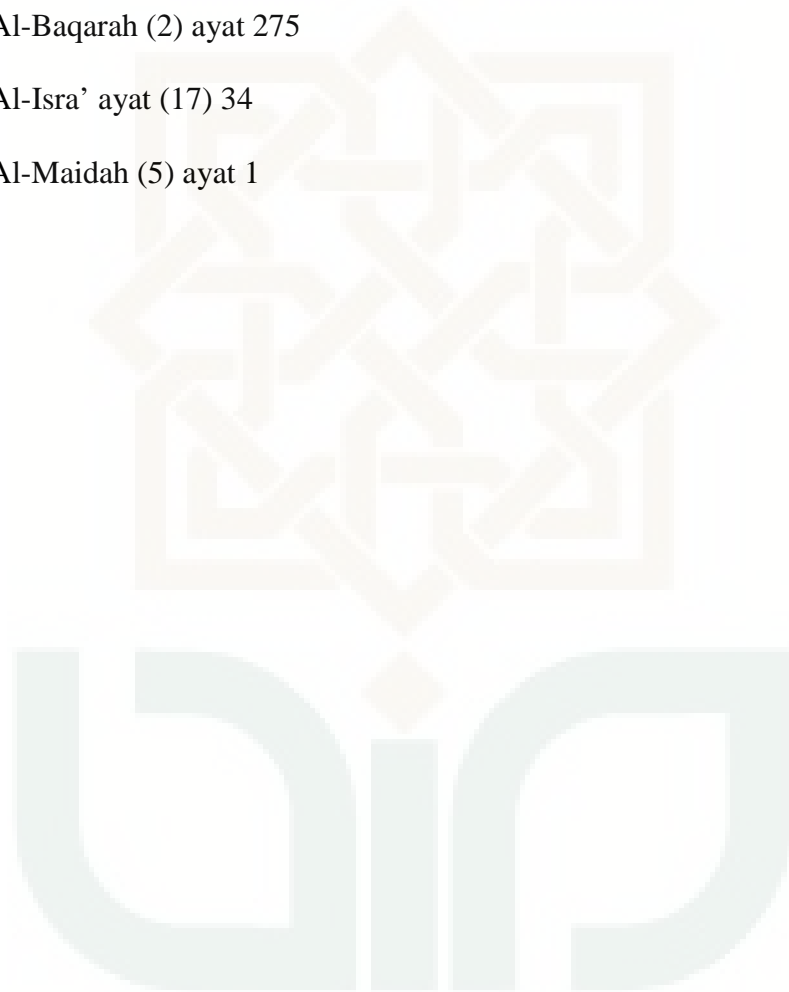 Al-Baqarah (2) ayat 275
Al-Isra’ ayat (17) 34
Al-Maidah (5) ayat 1